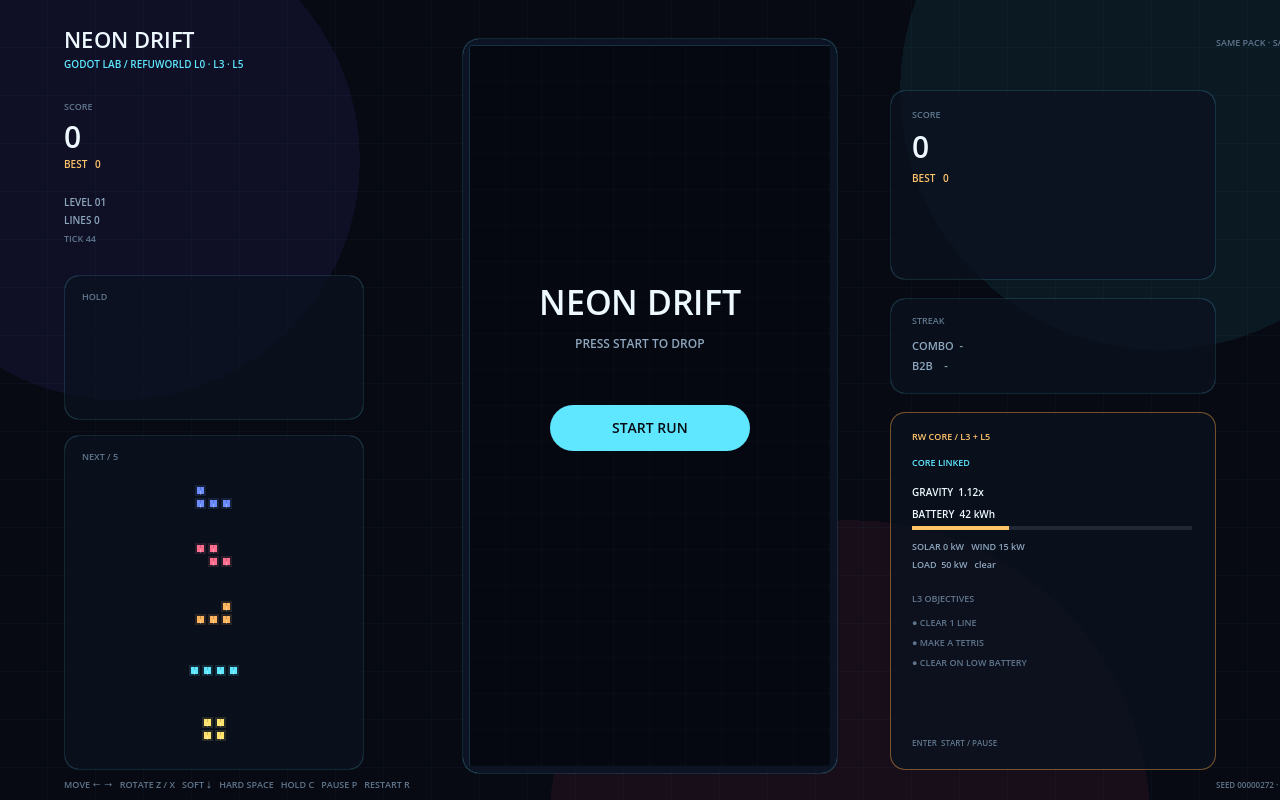 NEON DRIFT
GODOT LAB / REFUWORLD L0 · L3 · L5
SCORE
0
BEST 0
LEVEL 01
LINES 0
TICK 44
HOLD
NEXT / 5
MOVE ← → ROTATE Z / X SOFT ↓ HARD SPACE HOLD C PAUSE P RESTART R
NEON DRIFT
PRESS START TO DROP
START RUN
SAME PACK ·
SCORE
0
BEST 0
STREAK
COMBO -
B2B -
RW CORE / L3 + L5
CORE LINKED
GRAVITY 1.12x
BATTERY 42 kWh
SOLAR 0 kW WIND 15 kW
LOAD 50 kW clear
L3 OBJECTIVES
● CLEAR 1 LINE
● MAKE A TETRIS
● CLEAR ON LOW BATTERY
ENTER START / PAUSE
SEED 00000272